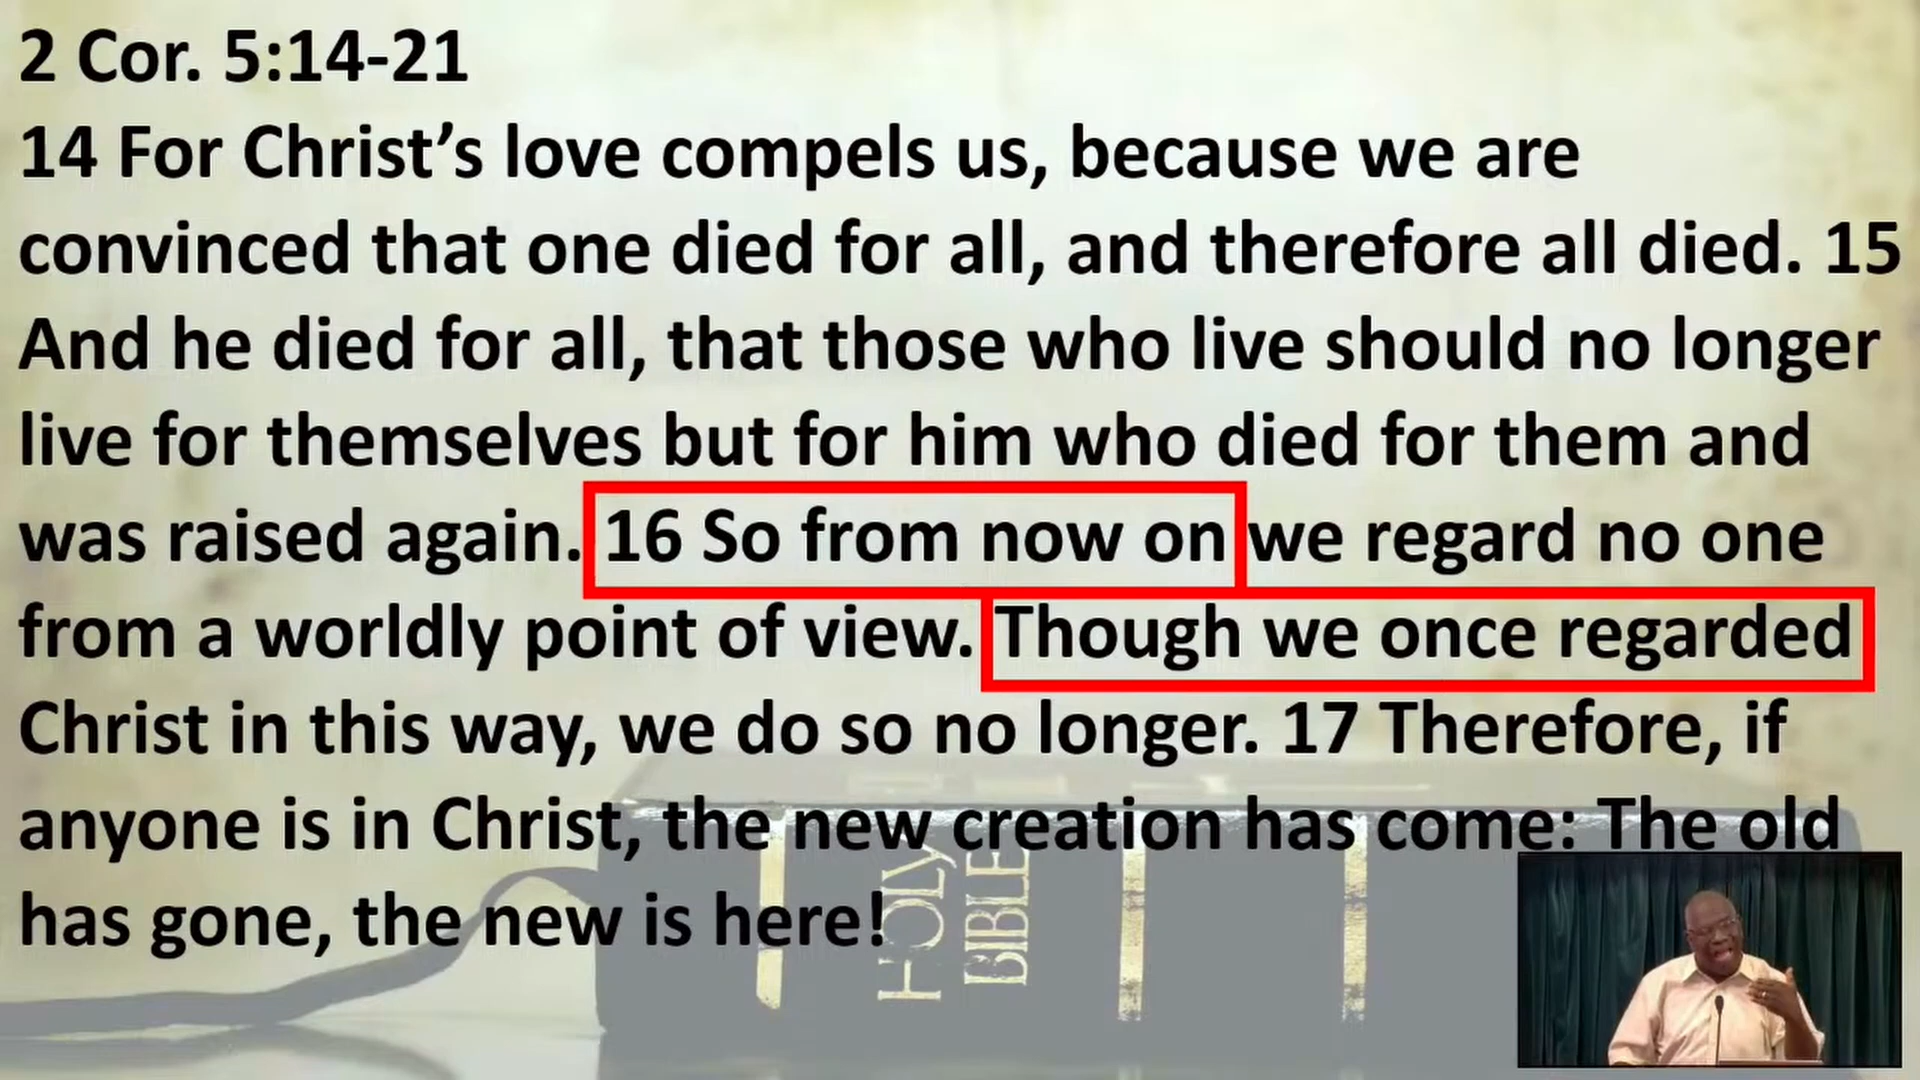 2 Cor. 5:14-21
14 For Christ’s love compels us, because we are
convinced that one died for all, and therefore all died. 15
And he died for all, that those who live should no longer
live for themselves but for him who died for them and
was raised again. 16 So from now on we regard no one
from a worldly point of view. Though we once regarded
Christ in this way, we do so no longer. 17 Therefore, if
anyone is in Christ, the new creation has come: The old
has gone, the new is here!
HOLY
BIBLE